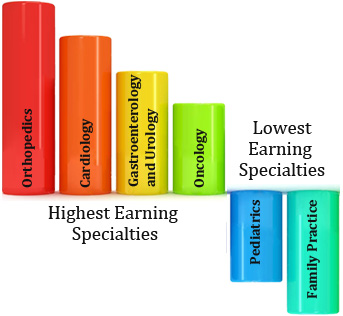 Orthopedics
Cardiology
Gastroenterology
and Urology
Oncology
Highest Earning
Specialties
Lowest
Earning
Specialties
Pediatrics
Family Practice